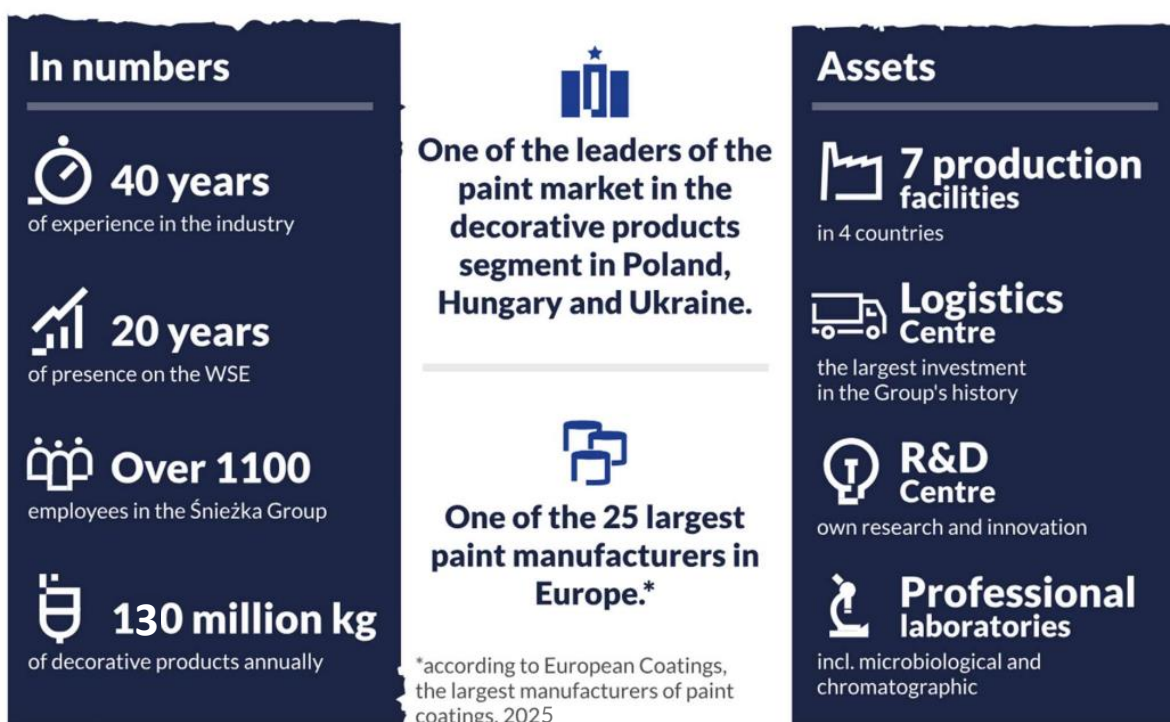 In numbers
40 years
of experience in the industry
20 years
of presence on the WSE
Over 1100
employees in the Śnieżka Group
130 million kg
of decorative products annually
One of the leaders of the
paint market in the
decorative products
segment in Poland,
Hungary and Ukraine.
One of the 25 largest
paint manufacturers in
Europe.*
*according to European Coatings,
the largest manufacturers of paint
coatings, 2025
Assets
7 production
facilities
in 4 countries
Logistics
Centre
the largest investment
in the Group's history
R&D
Centre
own research and innovation
Professional
laboratories
incl. microbiological and
chromatographic